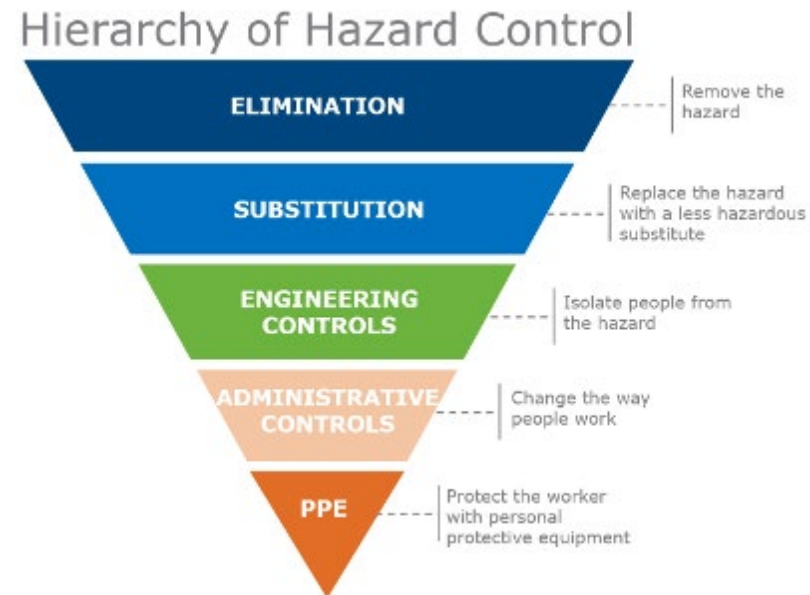 Hierarchy of Hazard Control
ELIMINATION
Remove the
hazard
SUBSTITUTION
Replace the hazard
with a less hazardous
substitute
ENGINEERING
CONTROLS
Isolate people from
the hazard
ADMINISTRATIVE
CONTROLS
Change the way
people work
PPE
Protect the worker
with personal
protective equipment